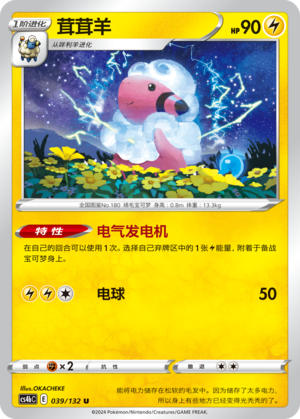 1阶进化
茸茸羊
HP90
从咩利羊进化
全国图鉴No.180 绵毛宝可梦 身高:0.8m 体重:13.3kg
特性 电气发电机
在自己的回合可以使用1次。选择自己弃牌区中的1张能量,附着于备战
宝可梦身上。
电球 50
弱点 ×2 抵抗力 撤退
Illus.OKACHEKE
CS4bC E 039/132 U
能将电力储存在松软的毛发中。因为储存了太多电力,
所以身上有些地方已经变得光秃秃的了。
©2024 Pokémon/Nintendo/Creatures/GAME FREAK.